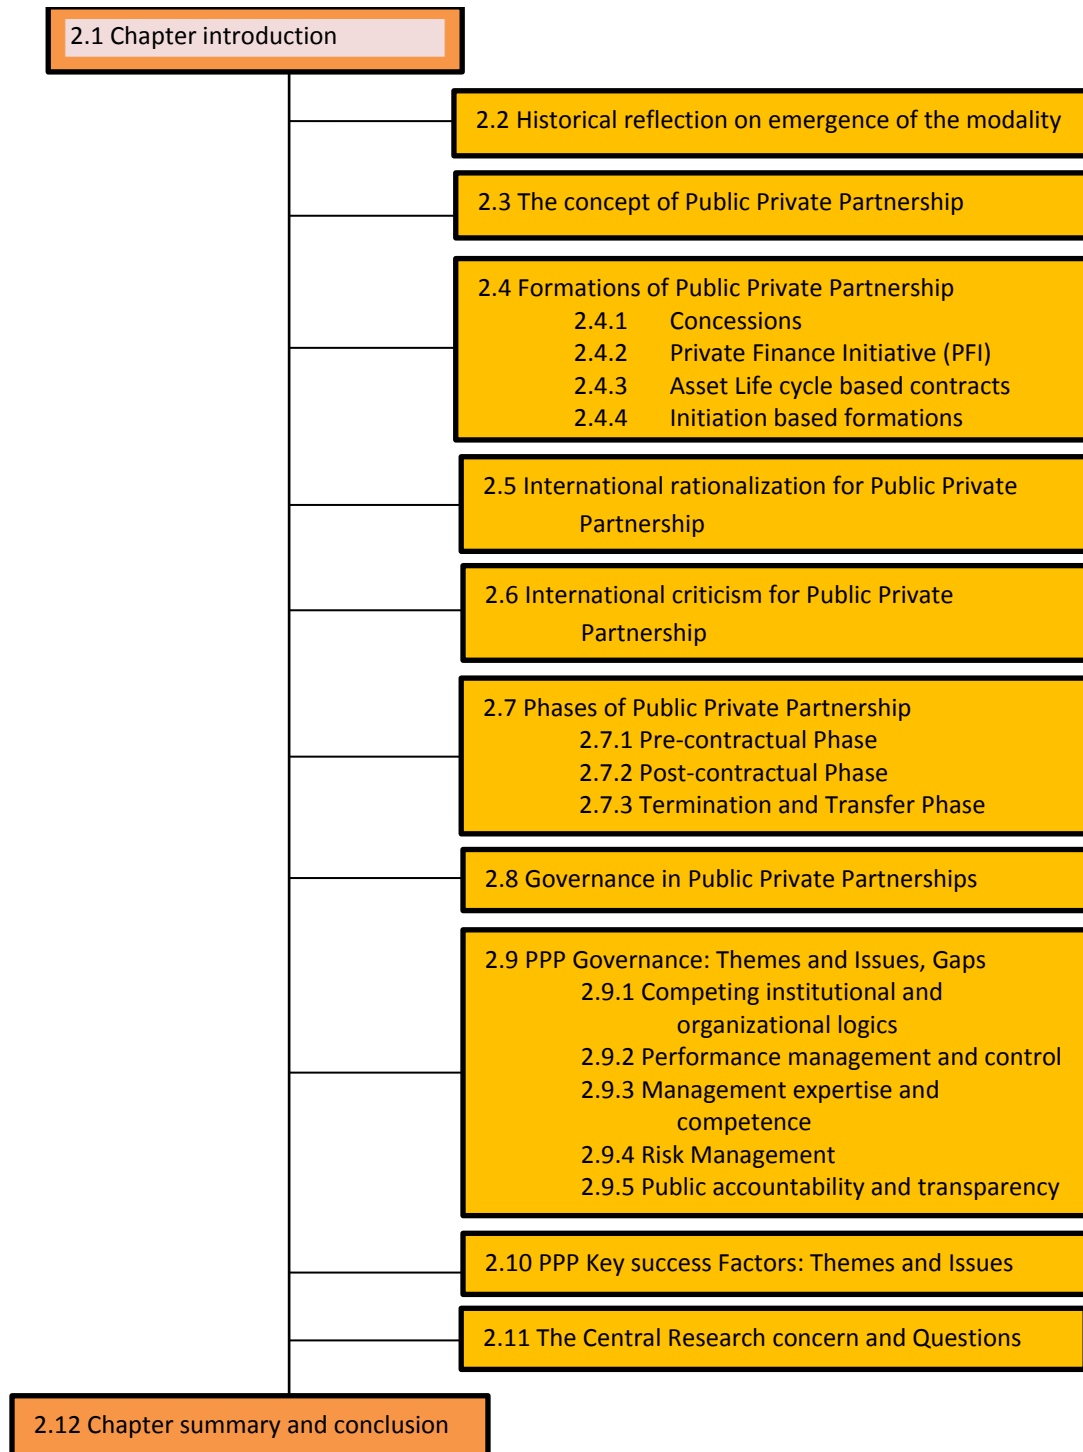 2.1 Chapter introduction
2.2 Historical reflection on emergence of the modality
2.3 The concept of Public Private Partnership
2.4 Formations of Public Private Partnership
2.4.1 Concessions
2.4.2 Private Finance Initiative (PFI)
2.4.3 Asset Life cycle based contracts
2.4.4 Initiation based formations
2.5 International rationalization for Public Private
Partnership
2.6 International criticism for Public Private
Partnership
2.7 Phases of Public Private Partnership
2.7.1 Pre-contractual Phase
2.7.2 Post-contractual Phase
2.7.3 Termination and Transfer Phase
2.8 Governance in Public Private Partnerships
2.9 PPP Governance: Themes and Issues, Gaps
2.9.1 Competing institutional and
organizational logics
2.9.2 Performance management and control
2.9.3 Management expertise and
competence
2.9.4 Risk Management
2.9.5 Public accountability and transparency
2.10 PPP Key success Factors: Themes and Issues
2.11 The Central Research concern and Questions
2.12 Chapter summary and conclusion